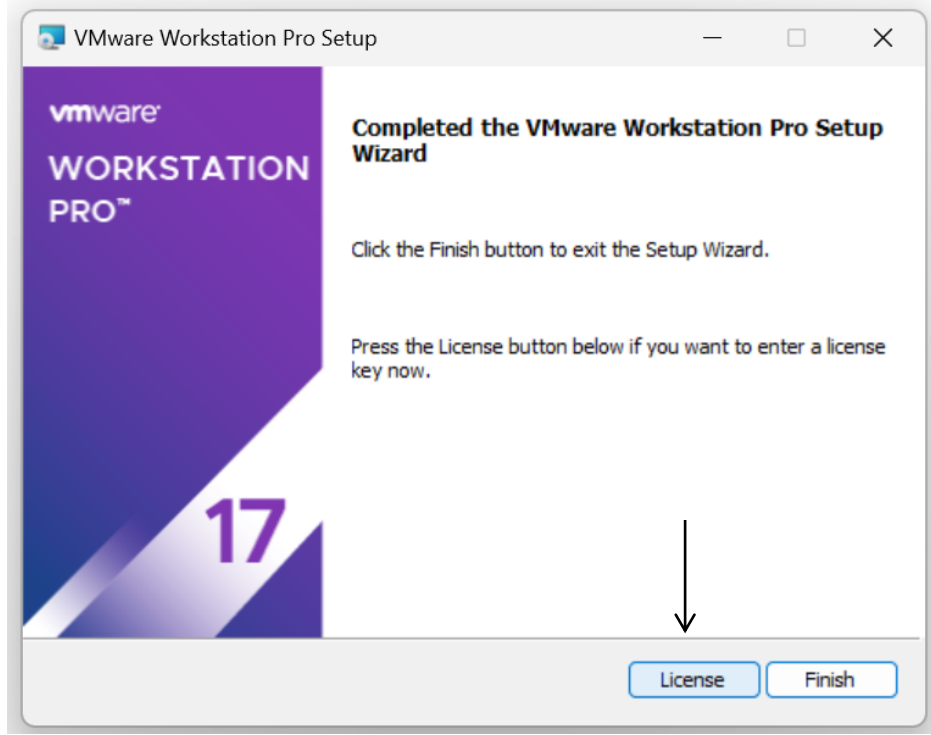 VMware Workstation Pro Setup
vmware
WORKSTATION
PRO™
Completed the VMware Workstation Pro Setup
Wizard
Click the Finish button to exit the Setup Wizard.
Press the License button below if you want to enter a license
key now.
17
License
Finish